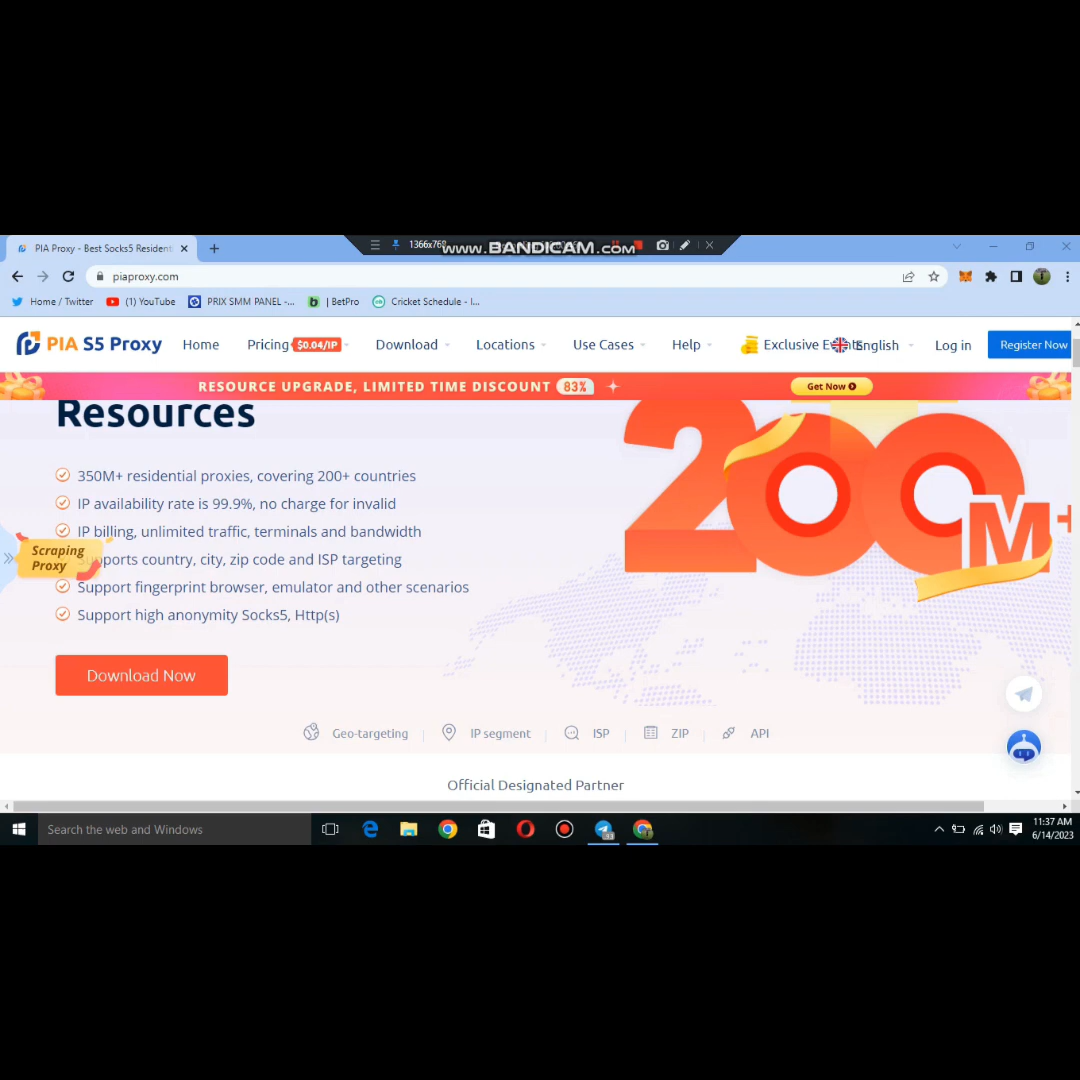 PIA Proxy - Best Socks5 Resident
1366x768
www.BANDICAM.com
piaproxy.com
Home / Twitter
(1) YouTube
PRIX SMM PANEL -...
b | BetPro
Cricket Schedule - I...
PIA S5 Proxy
Home
Pricing $0.04/IP
Download
Locations
Use Cases
Help
Exclusive Events
English
Log in
Register Now
RESOURCE UPGRADE, LIMITED TIME DISCOUNT 83%
Get Now
Resources
200M+
350M+ residential proxies, covering 200+ countries
IP availability rate is 99.9%, no charge for invalid
IP billing, unlimited traffic, terminals and bandwidth
Scraping
Proxy
pports country, city, zip code and ISP targeting
Support fingerprint browser, emulator and other scenarios
Support high anonymity Socks5, Http(s)
Download Now
Geo-targeting
IP segment
ISP
ZIP
API
Official Designated Partner
Search the web and Windows
11:37 AM
6/14/2023